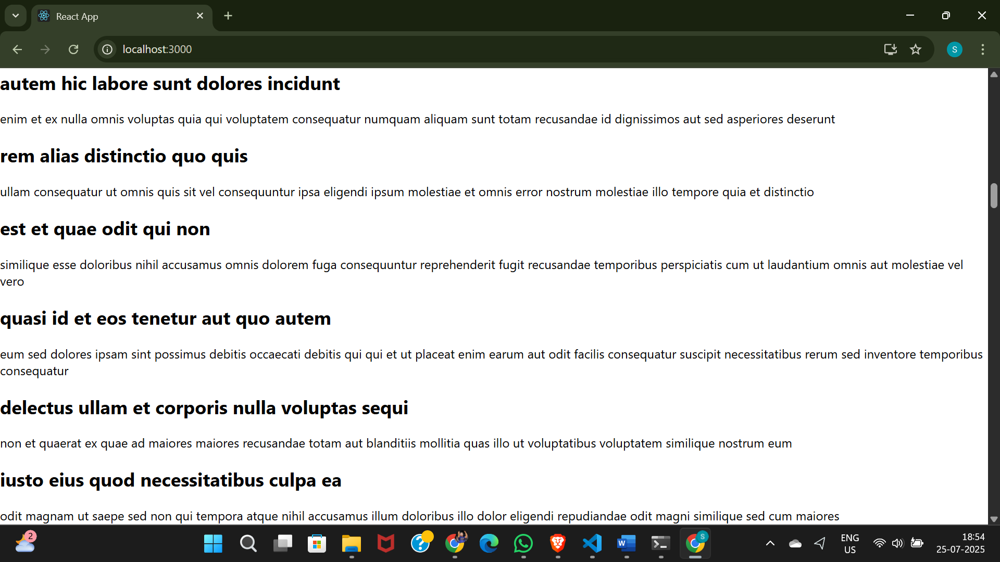 React App
localhost:3000
S
autem hic labore sunt dolores incidunt
enim et ex nulla omnis voluptas quia qui voluptatem consequatur numquam aliquam sunt totam recusandae id dignissimos aut sed asperiores deserunt
rem alias distinctio quo quis
ullam consequatur ut omnis quis sit vel consequuntur ipsa eligendi ipsum molestiae et omnis error nostrum molestiae illo tempore quia et distinctio
est et quae odit qui non
similique esse doloribus nihil accusamus omnis dolorem fuga consequuntur reprehenderit fugit recusandae temporibus perspiciatis cum ut laudantium omnis aut molestiae vel
vero
quasi id et eos tenetur aut quo autem
eum sed dolores ipsam sint possimus debitis occaecati debitis qui qui et ut placeat enim earum aut odit facilis consequatur suscipit necessitatibus rerum sed inventore temporibus
consequatur
delectus ullam et corporis nulla voluptas sequi
non et quaerat ex quae ad maiores maiores recusandae totam aut blanditiis mollitia quas illo ut voluptatibus voluptatem similique nostrum eum
iusto eius quod necessitatibus culpa ea
odit magnam ut saepe sed non qui tempora atque nihil accusamus illum doloribus illo dolor eligendi repudiandae odit magni similique sed cum maiores
2
W
S
ENG
US
18:54
25-07-2025